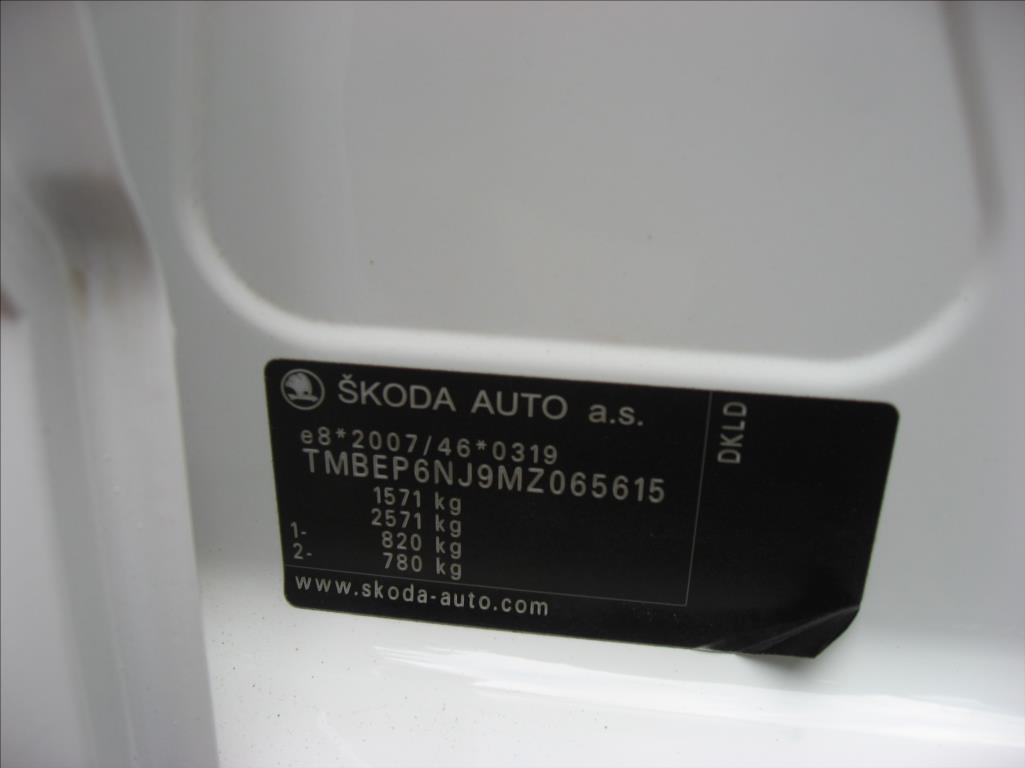 ŠKODA AUTO a.s.
e8*2007/46*0319
TMBEP6NJ9MZ065615
1571 kg
2571 kg
1- 820 kg
2- 780 kg
www.skoda-auto.com
DKLD